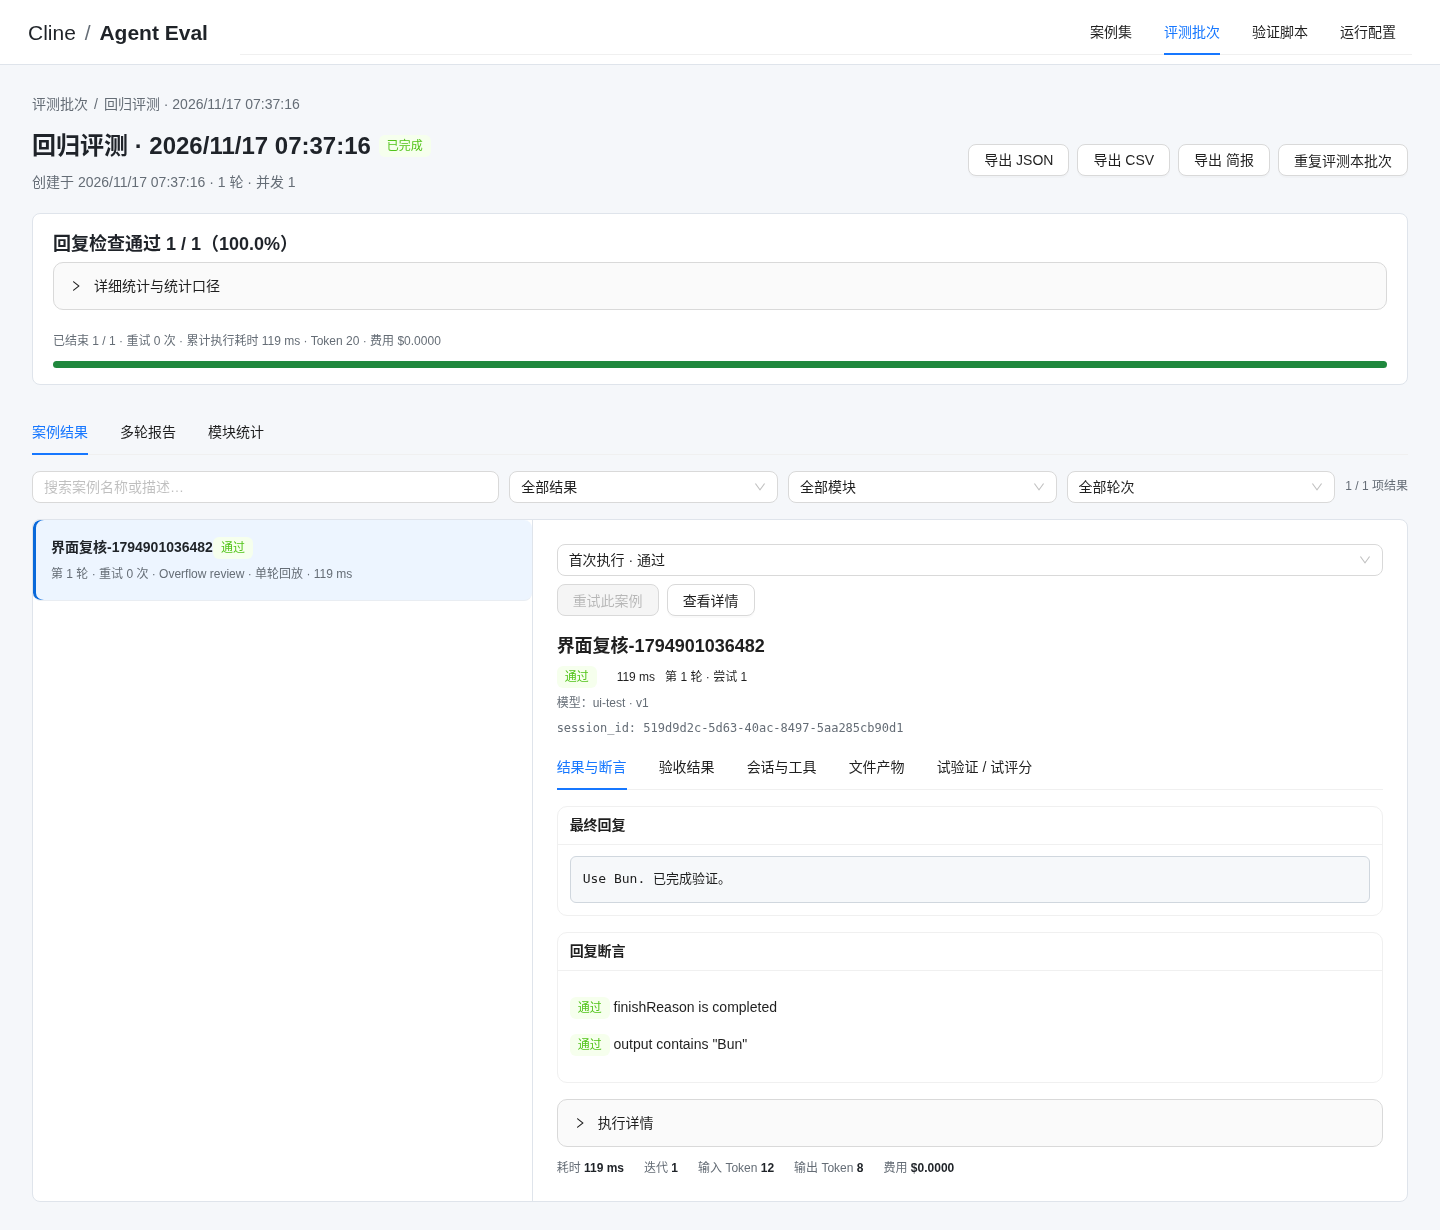 Cline / Agent Eval
案例集 评测批次 验证脚本 运行配置
评测批次 / 回归评测 · 2026/11/17 07:37:16
回归评测 · 2026/11/17 07:37:16 已完成
创建于 2026/11/17 07:37:16 · 1 轮 · 并发 1
导出 JSON 导出 CSV 导出 简报 重复评测本批次
回复检查通过 1 / 1（100.0%）
详细统计与统计口径
已结束 1 / 1 · 重试 0 次 · 累计执行耗时 119 ms · Token 20 · 费用 $0.0000
案例结果 多轮报告 模块统计
搜索案例名称或描述…
全部结果 全部模块 全部轮次 1 / 1 项结果
界面复核-1794901036482 通过
第 1 轮 · 重试 0 次 · Overflow review · 单轮回放 · 119 ms
首次执行 · 通过
重试此案例 查看详情
界面复核-1794901036482
通过 119 ms 第 1 轮 · 尝试 1
模型：ui-test · v1
session_id: 519d9d2c-5d63-40ac-8497-5aa285cb90d1
结果与断言 验收结果 会话与工具 文件产物 试验证 / 试评分
最终回复
Use Bun. 已完成验证。
回复断言
通过 finishReason is completed
通过 output contains "Bun"
执行详情
耗时 119 ms 迭代 1 输入 Token 12 输出 Token 8 费用 $0.0000